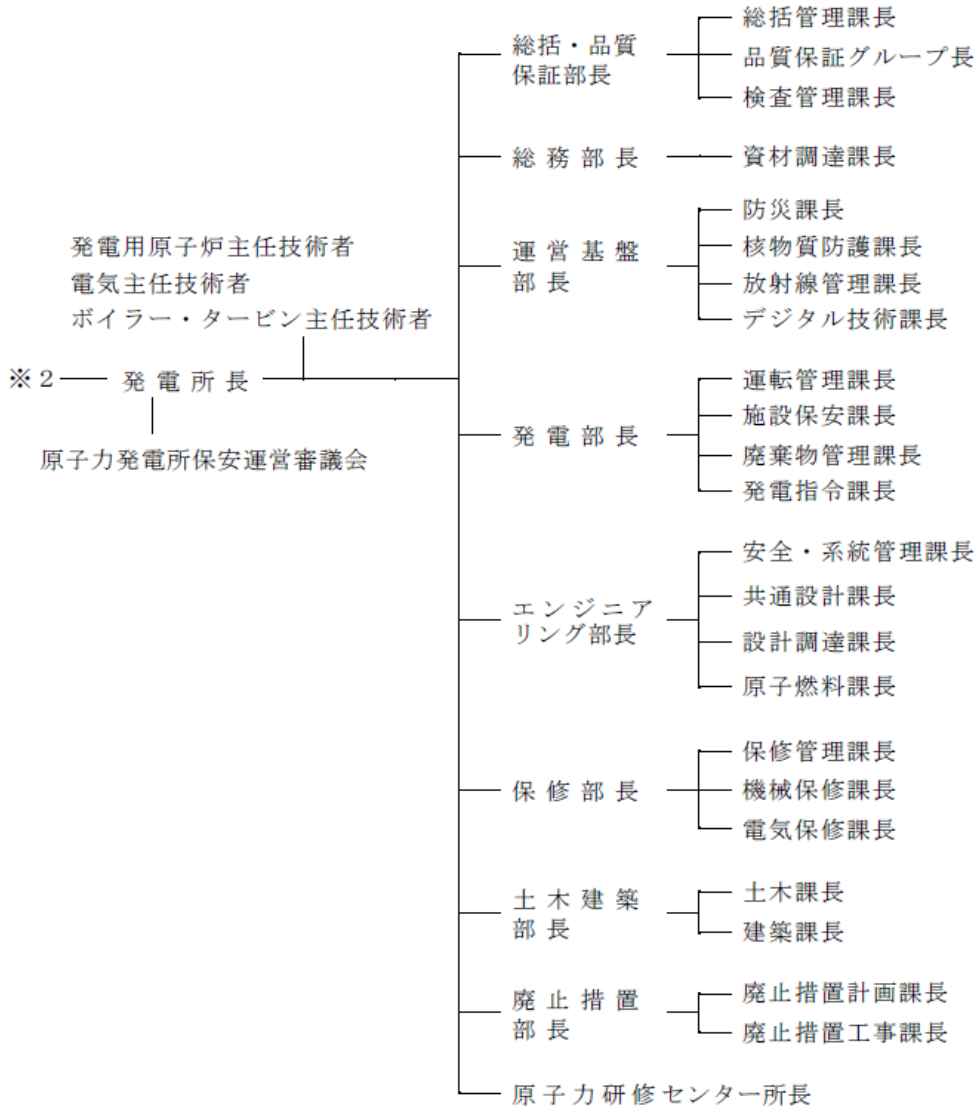 発電用原子炉主任技術者
電気主任技術者
ボイラー・タービン主任技術者
※2
発電所長
原子力発電所保安運営審議会
総括・品質
保証部長
総括管理課長
品質保証グループ長
検査管理課長
総務部長
資材調達課長
運営基盤
部長
防災課長
核物質防護課長
放射線管理課長
デジタル技術課長
発電部長
運転管理課長
施設保安課長
廃棄物管理課長
発電指令課長
エンジニア
リング部長
安全・系統管理課長
共通設計課長
設計調達課長
原子燃料課長
保修部長
保修管理課長
機械保修課長
電気保修課長
土木建築
部長
土木課長
建築課長
廃止措置
部長
廃止措置計画課長
廃止措置工事課長
原子力研修センター所長